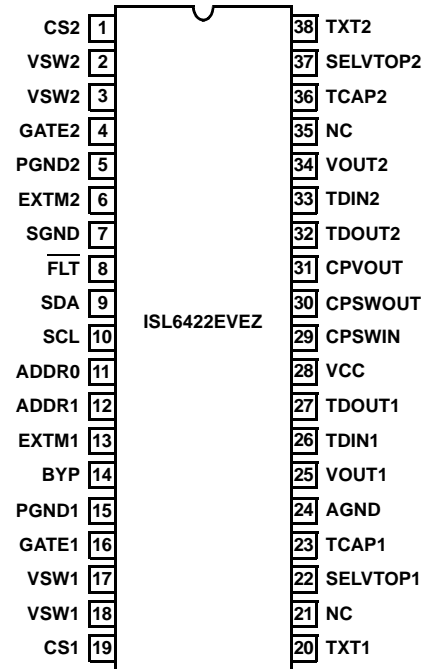 CS2 1 38 TXT2
VSW2 2 37 SELVTOP2
VSW2 3 36 TCAP2
GATE2 4 35 NC
PGND2 5 34 VOUT2
EXTM2 6 33 TDIN2
SGND 7 32 TDOUT2
FLT 8 31 CPVOUT
SDA 9 30 CPSWOUT
ISL6422EVEZ
SCL 10 29 CPSWIN
ADDR0 11 28 VCC
ADDR1 12 27 TDOUT1
EXTM1 13 26 TDIN1
BYP 14 25 VOUT1
PGND1 15 24 AGND
GATE1 16 23 TCAP1
VSW1 17 22 SELVTOP1
VSW1 18 21 NC
CS1 19 20 TXT1